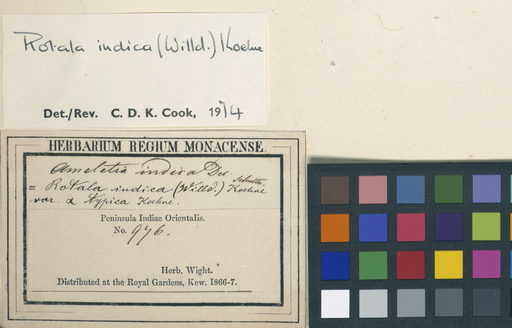 Rotala indica (Willd.) Koehne
Det./Rev. C. D. K. Cook, 1974
HERBARIUM REGIUM MONACENSE.
Ameletia indica DC
= Rotala indica (Willd.) Koehne
var. α typica Koehne.
Peninsula Indiae Orientalis.
No. 976.
Herb. Wight.
Distributed at the Royal Gardens, Kew. 1866-7.